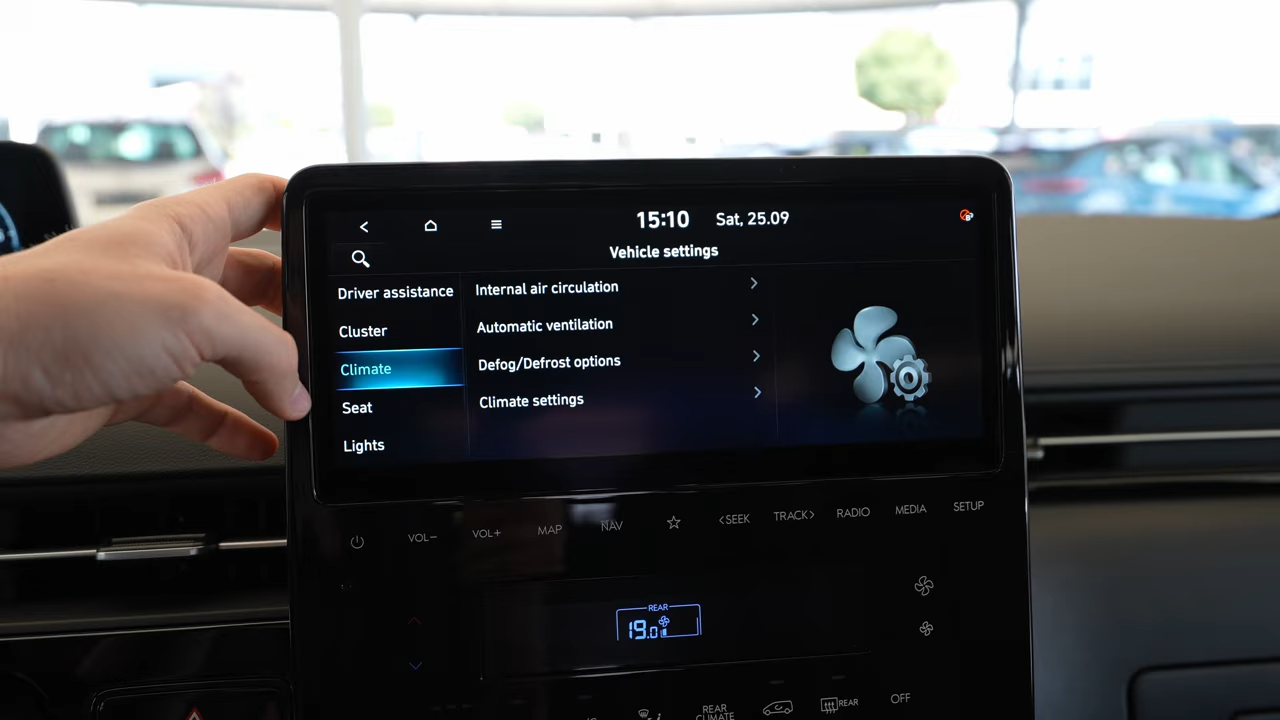 15:10 Sat, 25.09
Vehicle settings
Driver assistance
Cluster
Climate
Seat
Lights
Internal air circulation
Automatic ventilation
Defog/Defrost options
Climate settings
VOL– VOL+ MAP NAV <SEEK TRACK> RADIO MEDIA SETUP
REAR
19.0
REAR
CLIMATE
REAR
OFF